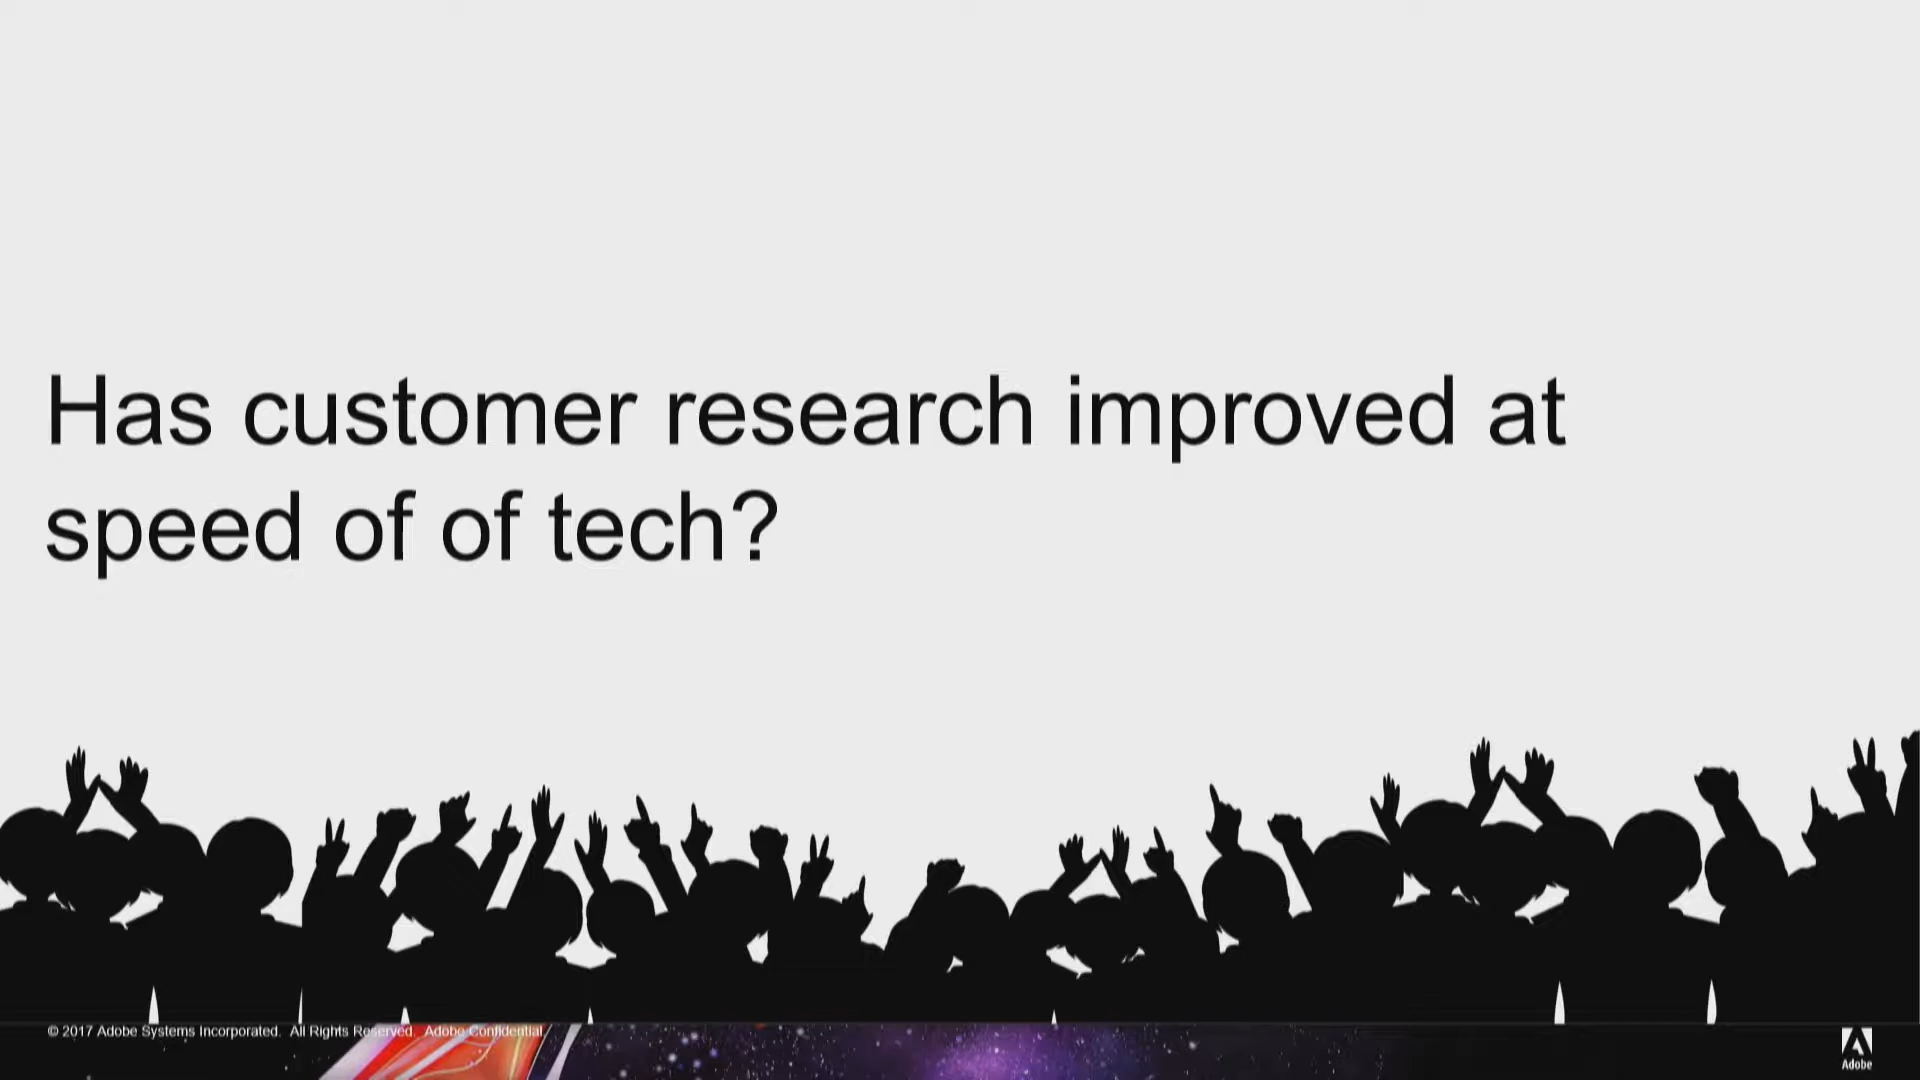 Has customer research improved at
speed of of tech?
© 2017 Adobe Systems Incorporated. All Rights Reserved. Adobe Confidential.
Adobe